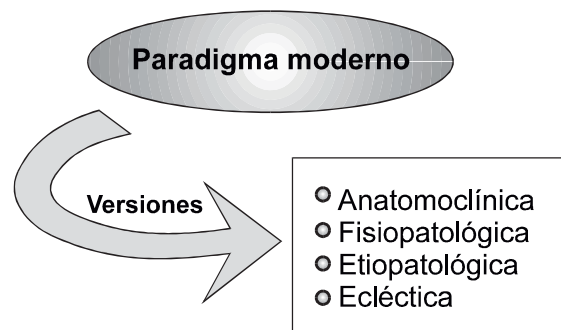 Paradigma moderno
Versiones
Anatomoclínica
Fisiopatológica
Etiopatológica
Ecléctica